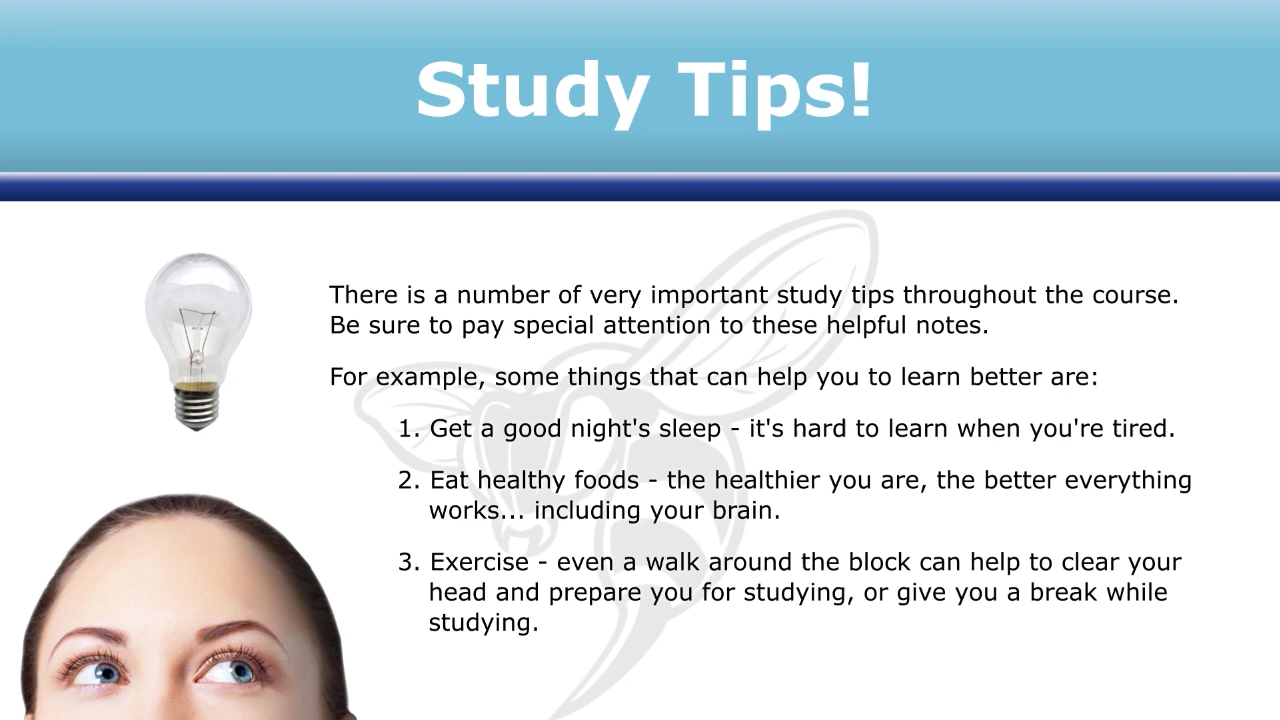 Study Tips!
There is a number of very important study tips throughout the course.
Be sure to pay special attention to these helpful notes.
For example, some things that can help you to learn better are:
1. Get a good night's sleep - it's hard to learn when you're tired.
2. Eat healthy foods - the healthier you are, the better everything
works... including your brain.
3. Exercise - even a walk around the block can help to clear your
head and prepare you for studying, or give you a break while
studying.